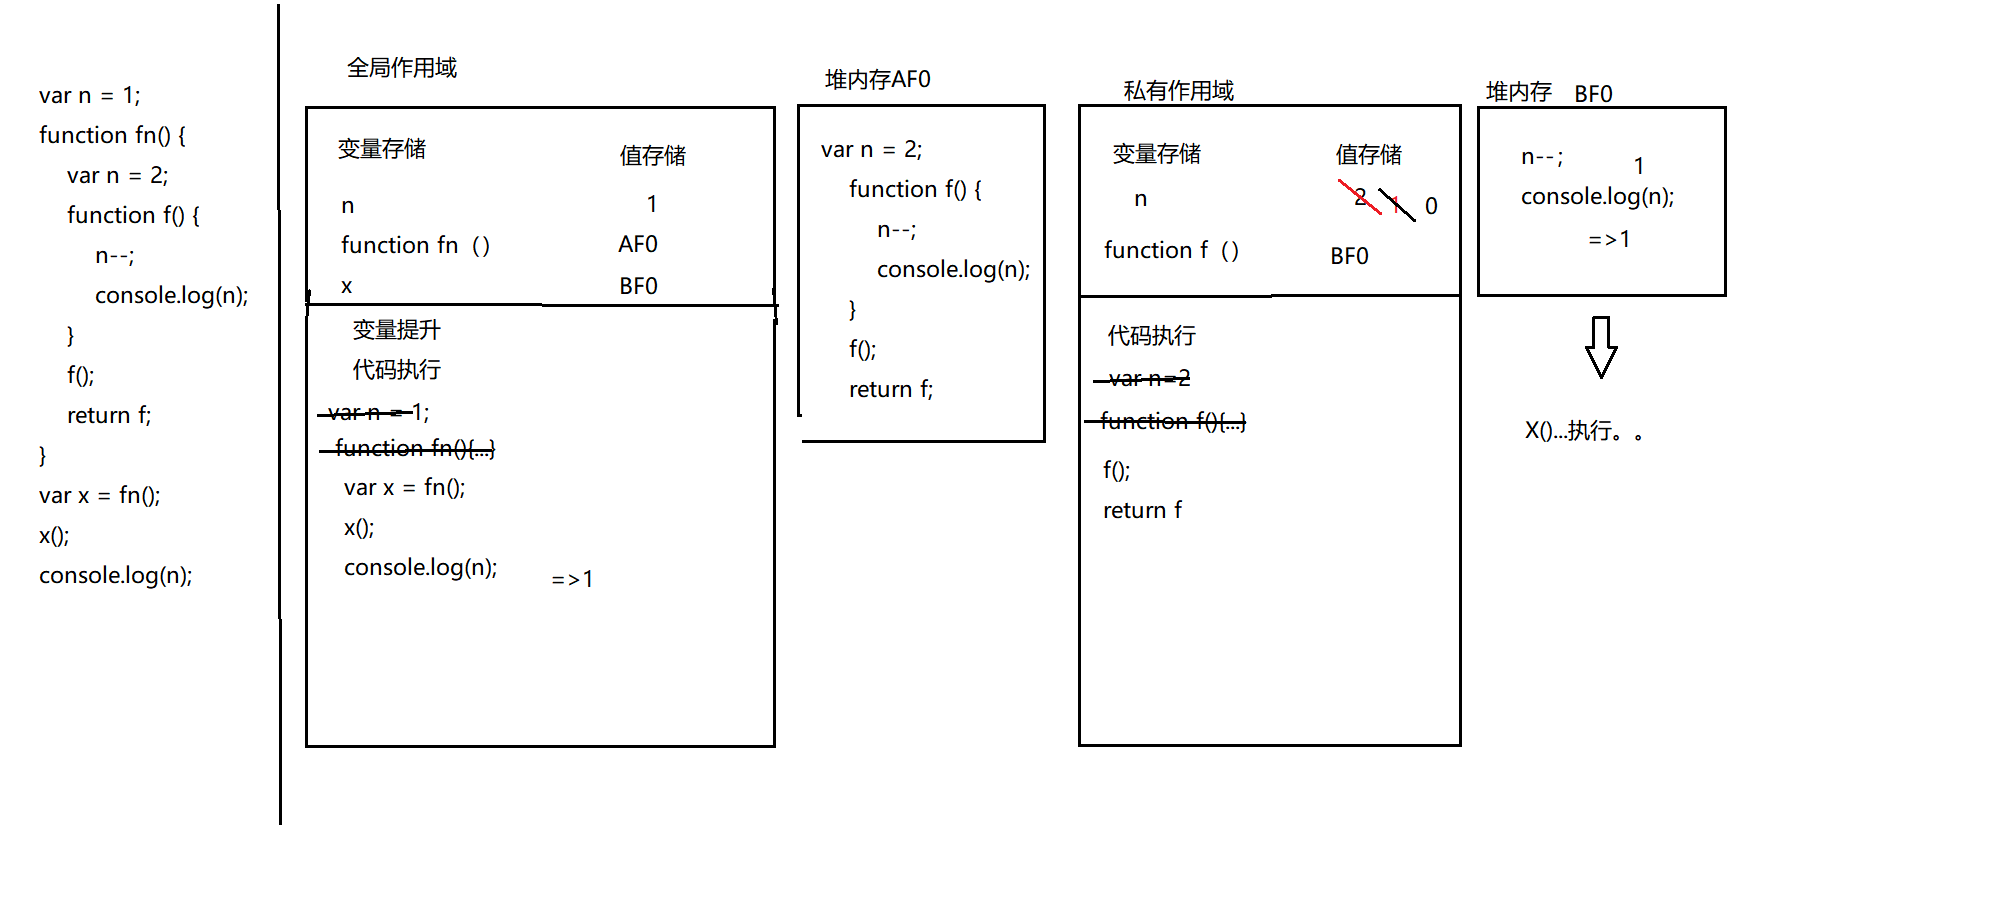 var n = 1;
function fn() {
var n = 2;
function f() {
n--;
console.log(n);
}
f();
return f;
}
var x = fn();
x();
console.log(n);
全局作用域
变量存储 值存储
n 1
function fn（） AF0
x BF0
变量提升
代码执行
var n = 1;
function fn(){...}
var x = fn();
x();
console.log(n); =>1
堆内存AF0
var n = 2;
function f() {
n--;
console.log(n);
}
f();
return f;
私有作用域
变量存储 值存储
n 2 1 0
function f（） BF0
代码执行
var n=2
function f(){...}
f();
return f
堆内存 BF0
n--; 1
console.log(n);
=>1
X()...执行。。